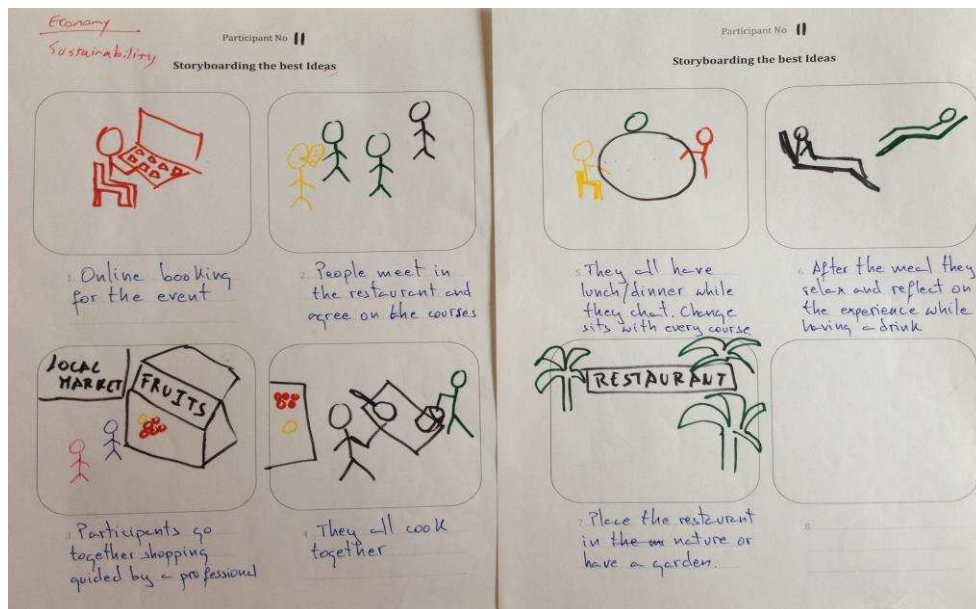 Economy
Sustainability
Participant No 11
Storyboarding the best Ideas
1. Online booking
for the event
2. People meet in
the restaurant and
agree on the courses
LOCAL
MARKET
FRUITS
3. Participants go
together shopping
guided by a professional
4. They all cook
together
Participant No 11
Storyboarding the best Ideas
5. They all have
lunch/dinner while
they chat. Change
sits with every course
6. After the meal they
relax and reflect on
the experience while
having a drink
RESTAURANT
7. Place the restaurant
in the nature or
have a garden.
8.